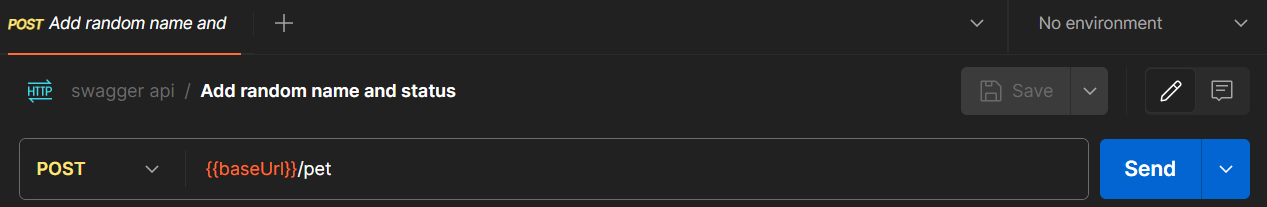 POST Add random name and
No environment
HTTP swagger api / Add random name and status
Save
POST {{baseUrl}}/pet
Send